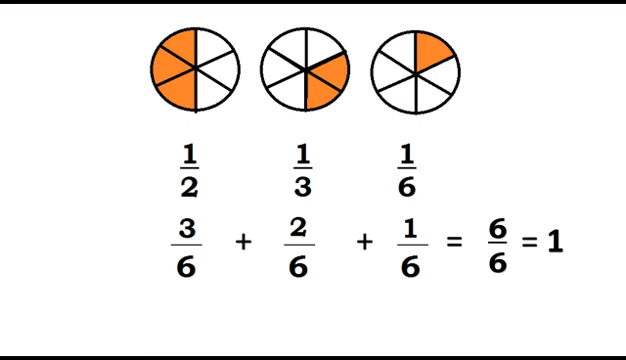 1/2 1/3 1/6
3/6 + 2/6 + 1/6 = 6/6 = 1